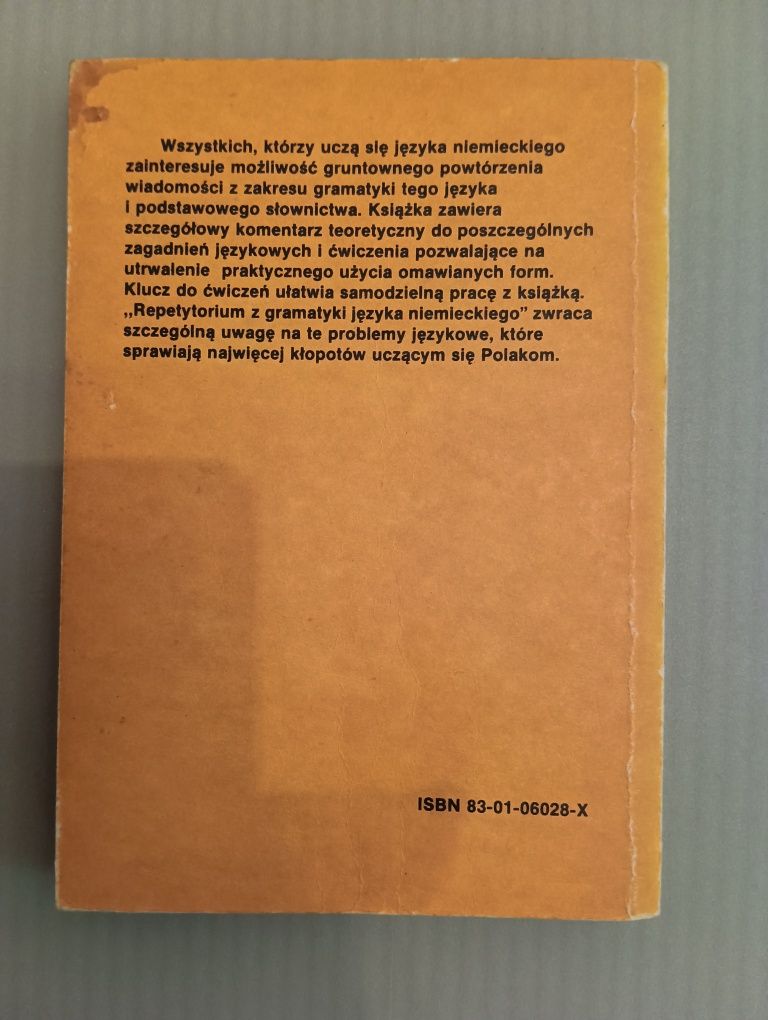 Wszystkich, którzy uczą się języka niemieckiego
zainteresuje możliwość gruntownego powtórzenia
wiadomości z zakresu gramatyki tego języka
i podstawowego słownictwa. Książka zawiera
szczegółowy komentarz teoretyczny do poszczególnych
zagadnień językowych i ćwiczenia pozwalające na
utrwalenie praktycznego użycia omawianych form.
Klucz do ćwiczeń ułatwia samodzielną pracę z książką.
,,Repetytorium z gramatyki języka niemieckiego” zwraca
szczególną uwagę na te problemy językowe, które
sprawiają najwięcej kłopotów uczącym się Polakom.
ISBN 83-01-06028-X